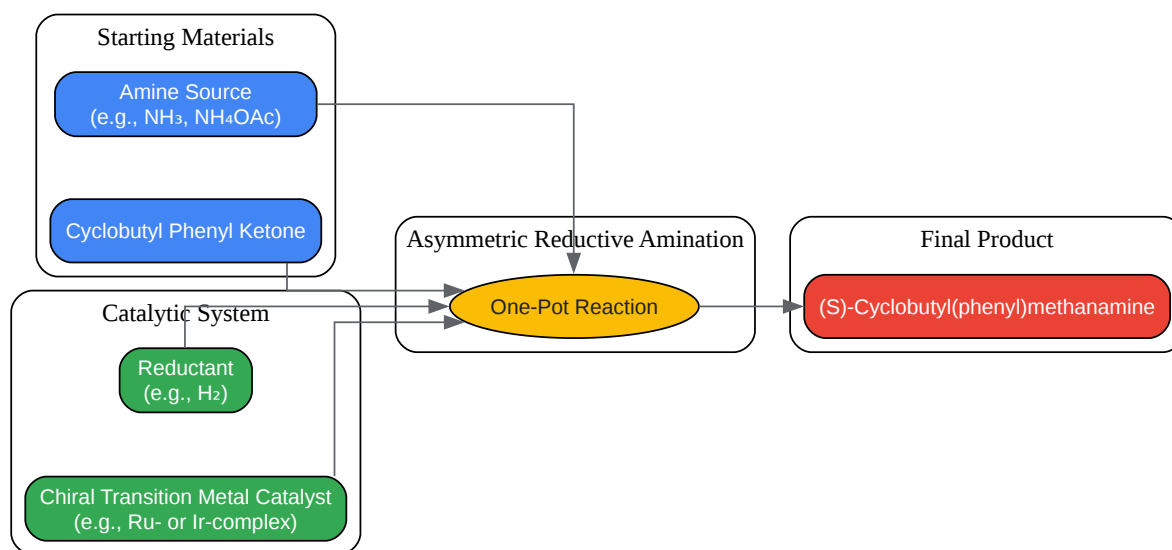 Starting Materials
Amine Source
(e.g., NH₃, NH₄OAc)
Cyclobutyl Phenyl Ketone
Catalytic System
Reductant
(e.g., H₂)
Chiral Transition Metal Catalyst
(e.g., Ru- or Ir-complex)
Asymmetric Reductive Amination
One-Pot Reaction
Final Product
(S)-Cyclobutyl(phenyl)methanamine